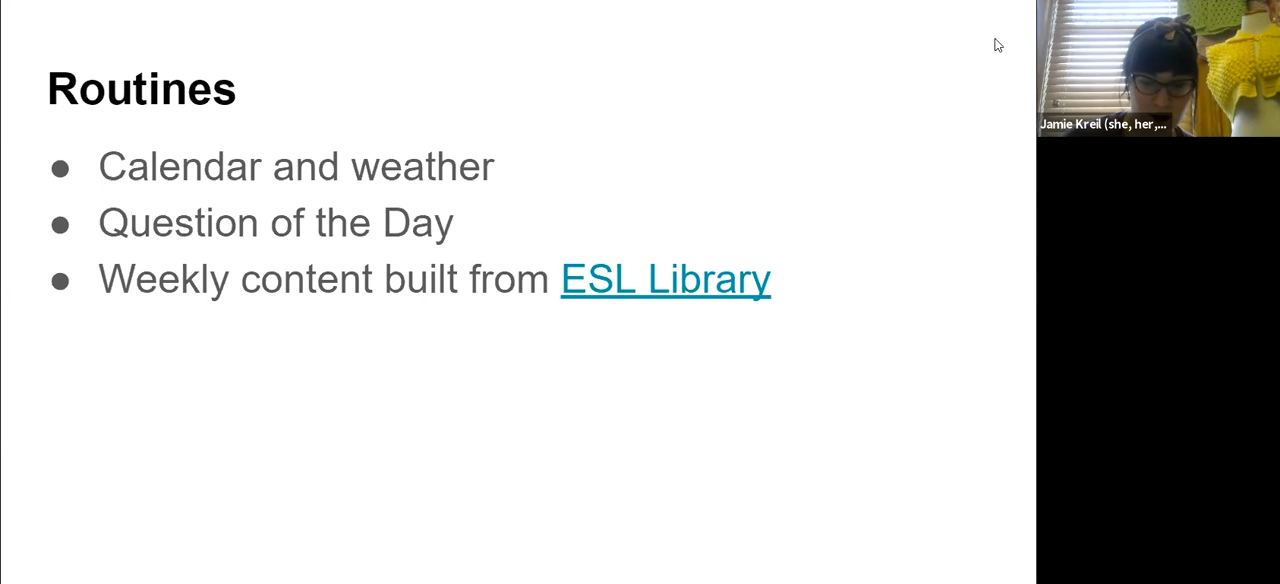 Routines
● Calendar and weather
● Question of the Day
● Weekly content built from ESL Library
Jamie Kreil (she, her,...